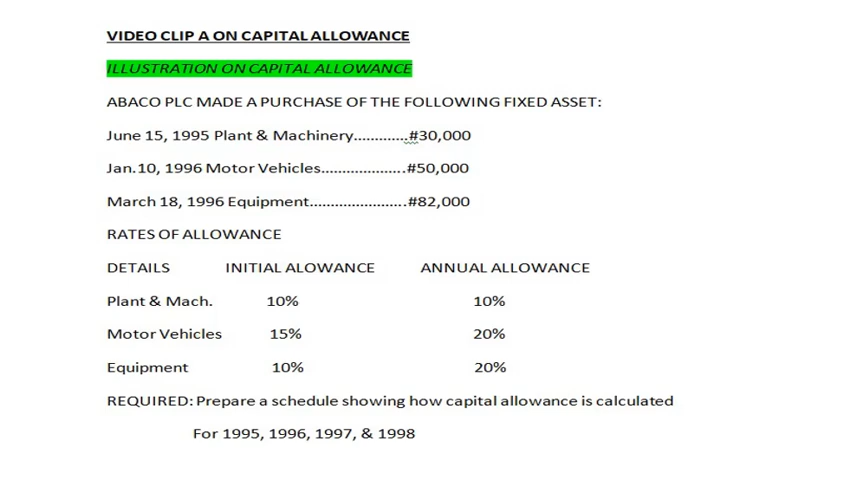 VIDEO CLIP A ON CAPITAL ALLOWANCE
ILLUSTRATION ON CAPITAL ALLOWANCE
ABACO PLC MADE A PURCHASE OF THE FOLLOWING FIXED ASSET:
June 15, 1995 Plant & Machinery.............#30,000
Jan.10, 1996 Motor Vehicles.....................#50,000
March 18, 1996 Equipment........................#82,000
RATES OF ALLOWANCE
DETAILS INITIAL ALOWANCE ANNUAL ALLOWANCE
Plant & Mach. 10% 10%
Motor Vehicles 15% 20%
Equipment 10% 20%
REQUIRED: Prepare a schedule showing how capital allowance is calculated
For 1995, 1996, 1997, & 1998